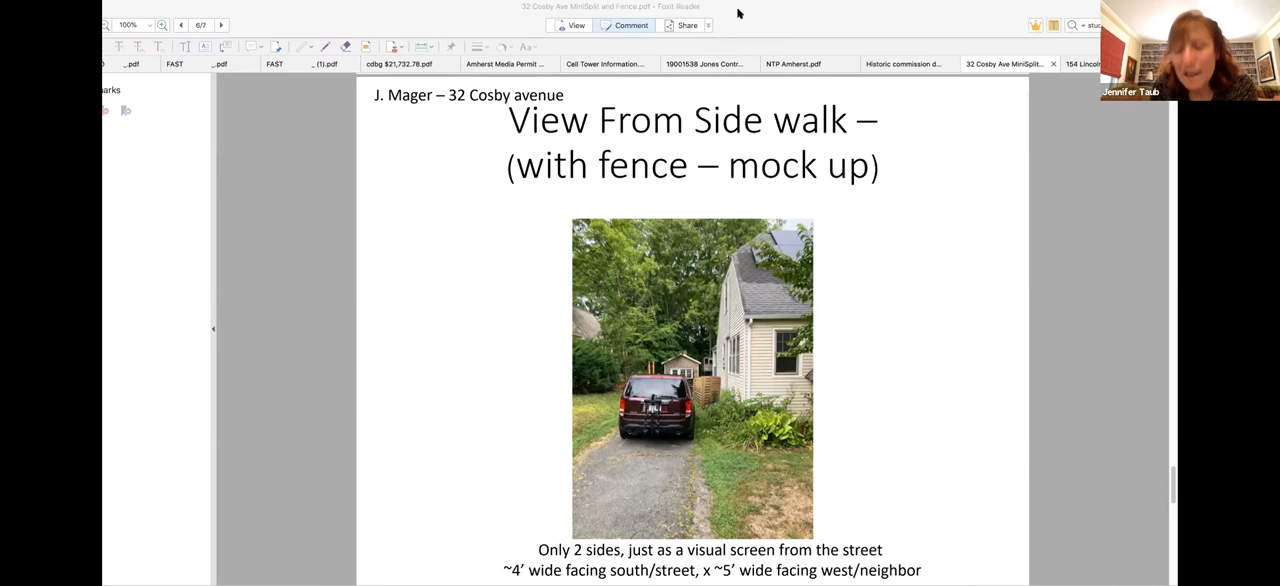 32 Cosby Ave MiniSplit and Fence.pdf - Foxit Reader
100%
6/7
View
Comment
Share
Aa
_.pdf
FAST _.pdf
FAST _ (1).pdf
cdbg $21,732.78.pdf
Amherst Media Permit ...
Cell Tower Information....
19001538 Jones Contr...
NTP Amherst.pdf
Historic commission d...
32 Cosby Ave MiniSplit...
154 Lincoln
Jennifer Taub
arks
J. Mager – 32 Cosby avenue
View From Side walk –
(with fence – mock up)
Only 2 sides, just as a visual screen from the street
~4’ wide facing south/street, x ~5’ wide facing west/neighbor